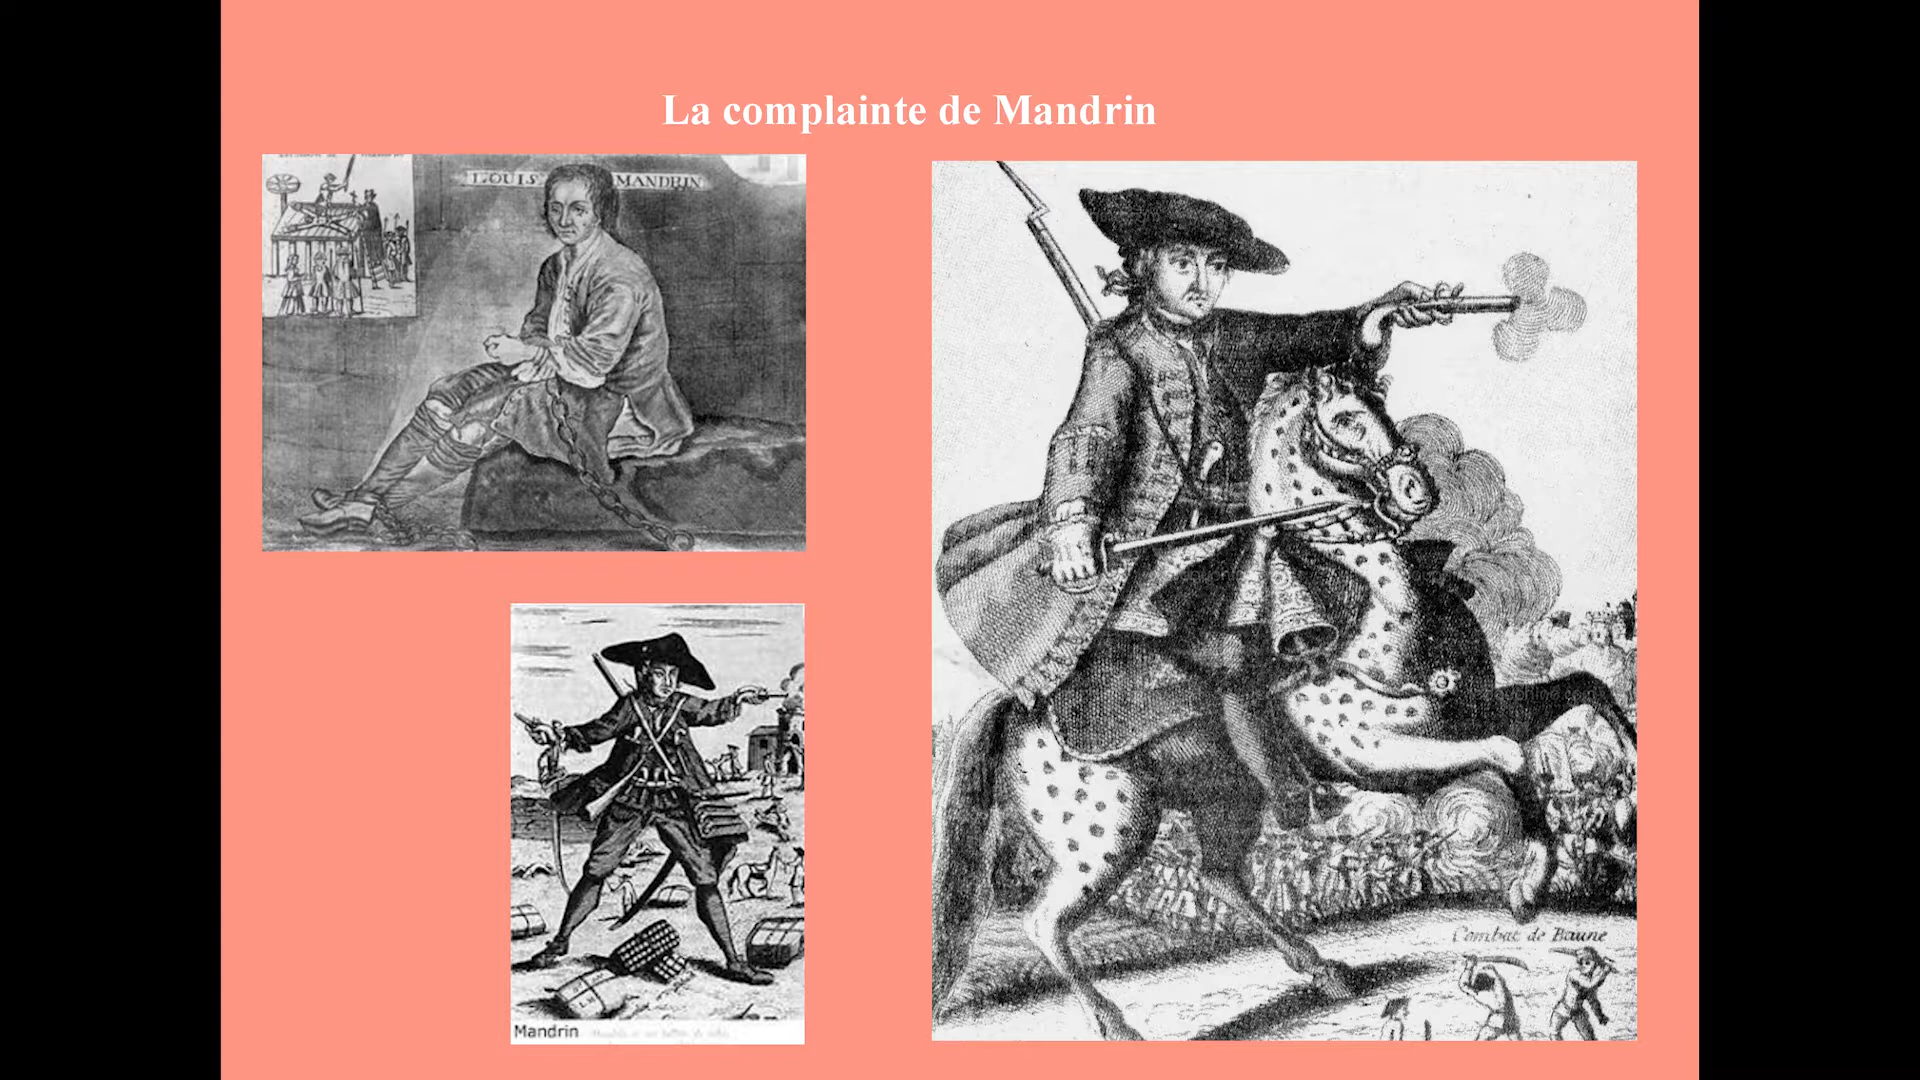 La complainte de Mandrin
LOUIS MANDRIN
Combat de Baune
Mandrin